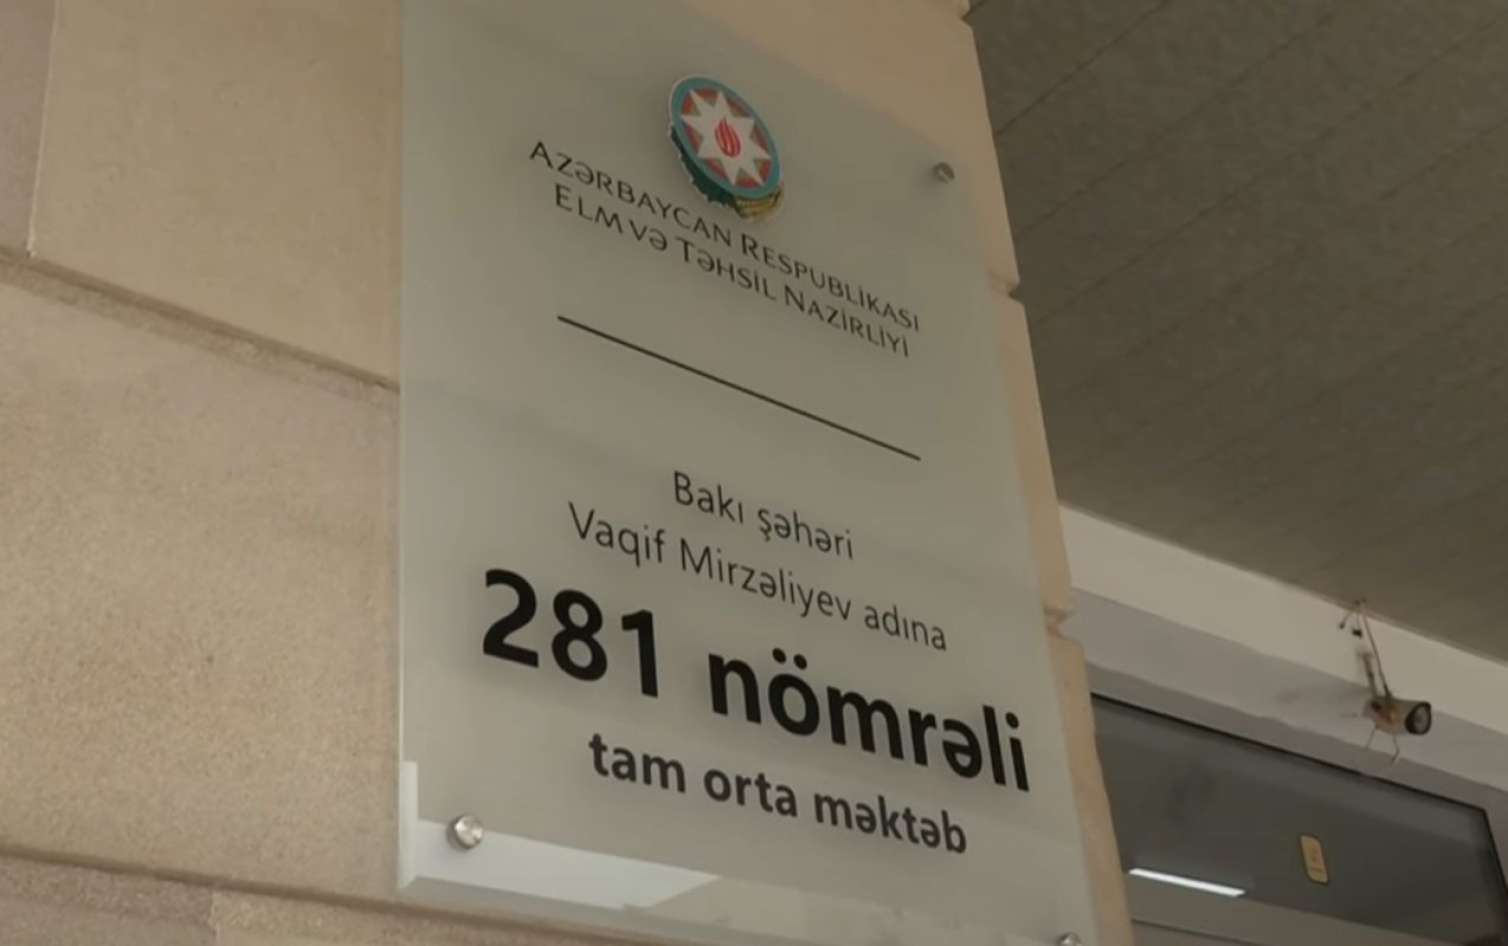 AZƏRBAYCAN RESPUBLİKASI
ELM VƏ TƏHSİL NAZİRLİYİ
Bakı şəhəri
Vaqif Mirzəliyev adına
281 nömrəli
tam orta məktəb